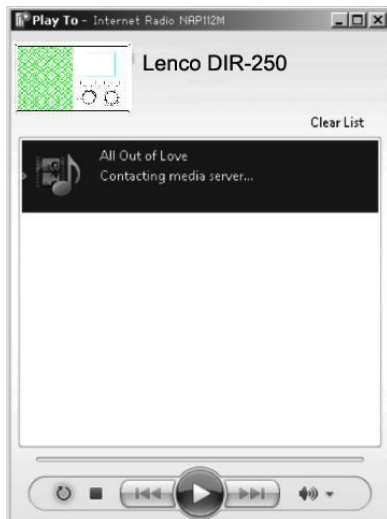 Play To - Internet Radio NAP112M
Lenco DIR-250
Clear List
All Out of Love
Contacting media server...